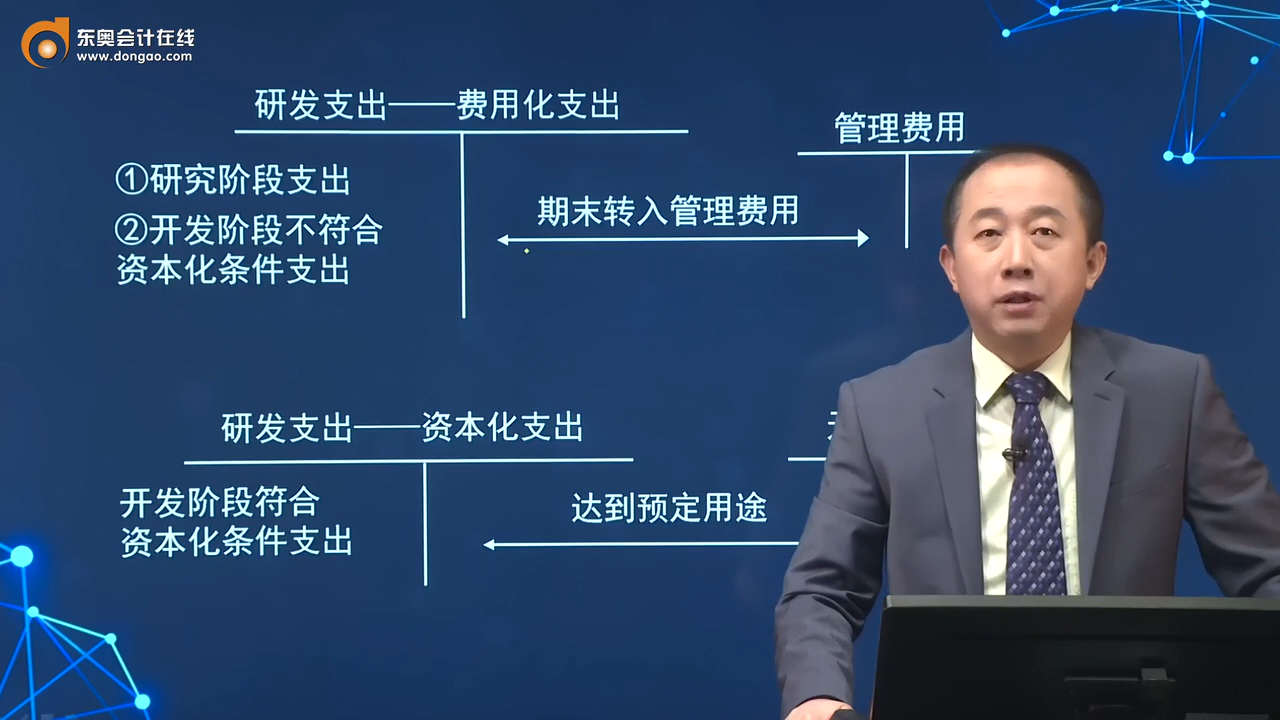 东奥会计在线
www.dongao.com
研发支出——费用化支出
管理费用
①研究阶段支出
②开发阶段不符合
资本化条件支出
期末转入管理费用
研发支出——资本化支出
开发阶段符合
资本化条件支出
达到预定用途